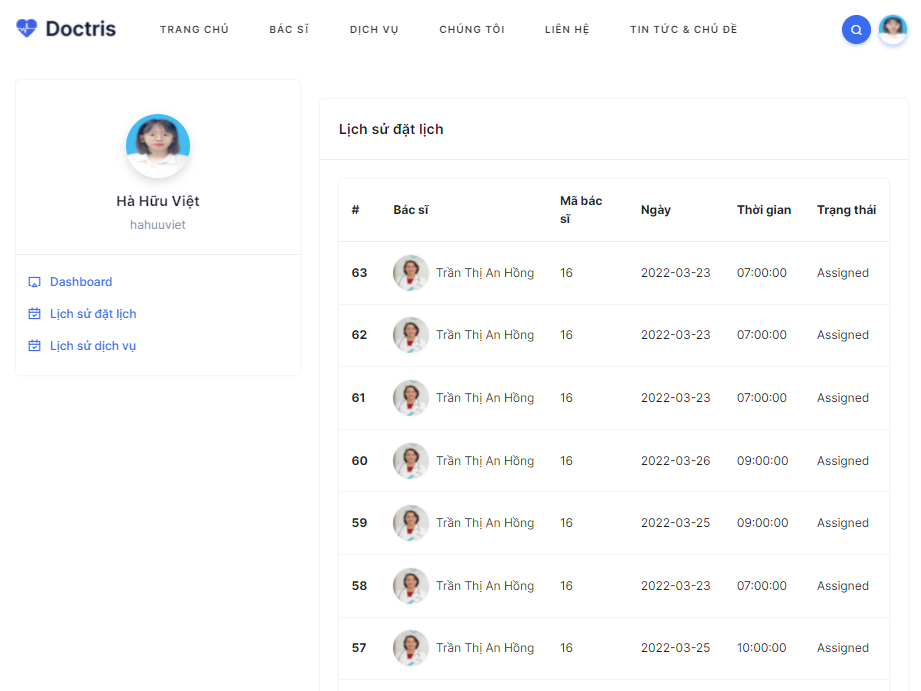 Doctris
TRANG CHỦ BÁC SĨ DỊCH VỤ CHÚNG TÔI LIÊN HỆ TIN TỨC & CHỦ ĐỀ
Hà Hữu Việt
hahuuviet
Dashboard
Lịch sử đặt lịch
Lịch sử dịch vụ
Lịch sử đặt lịch
# Bác sĩ Mã bác sĩ Ngày Thời gian Trạng thái
63 Trần Thị An Hồng 16 2022-03-23 07:00:00 Assigned
62 Trần Thị An Hồng 16 2022-03-23 07:00:00 Assigned
61 Trần Thị An Hồng 16 2022-03-23 07:00:00 Assigned
60 Trần Thị An Hồng 16 2022-03-26 09:00:00 Assigned
59 Trần Thị An Hồng 16 2022-03-25 09:00:00 Assigned
58 Trần Thị An Hồng 16 2022-03-23 07:00:00 Assigned
57 Trần Thị An Hồng 16 2022-03-25 10:00:00 Assigned